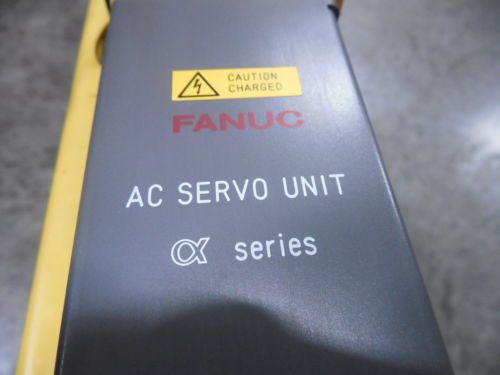 CAUTION
CHARGED
FANUC
AC SERVO UNIT
α series